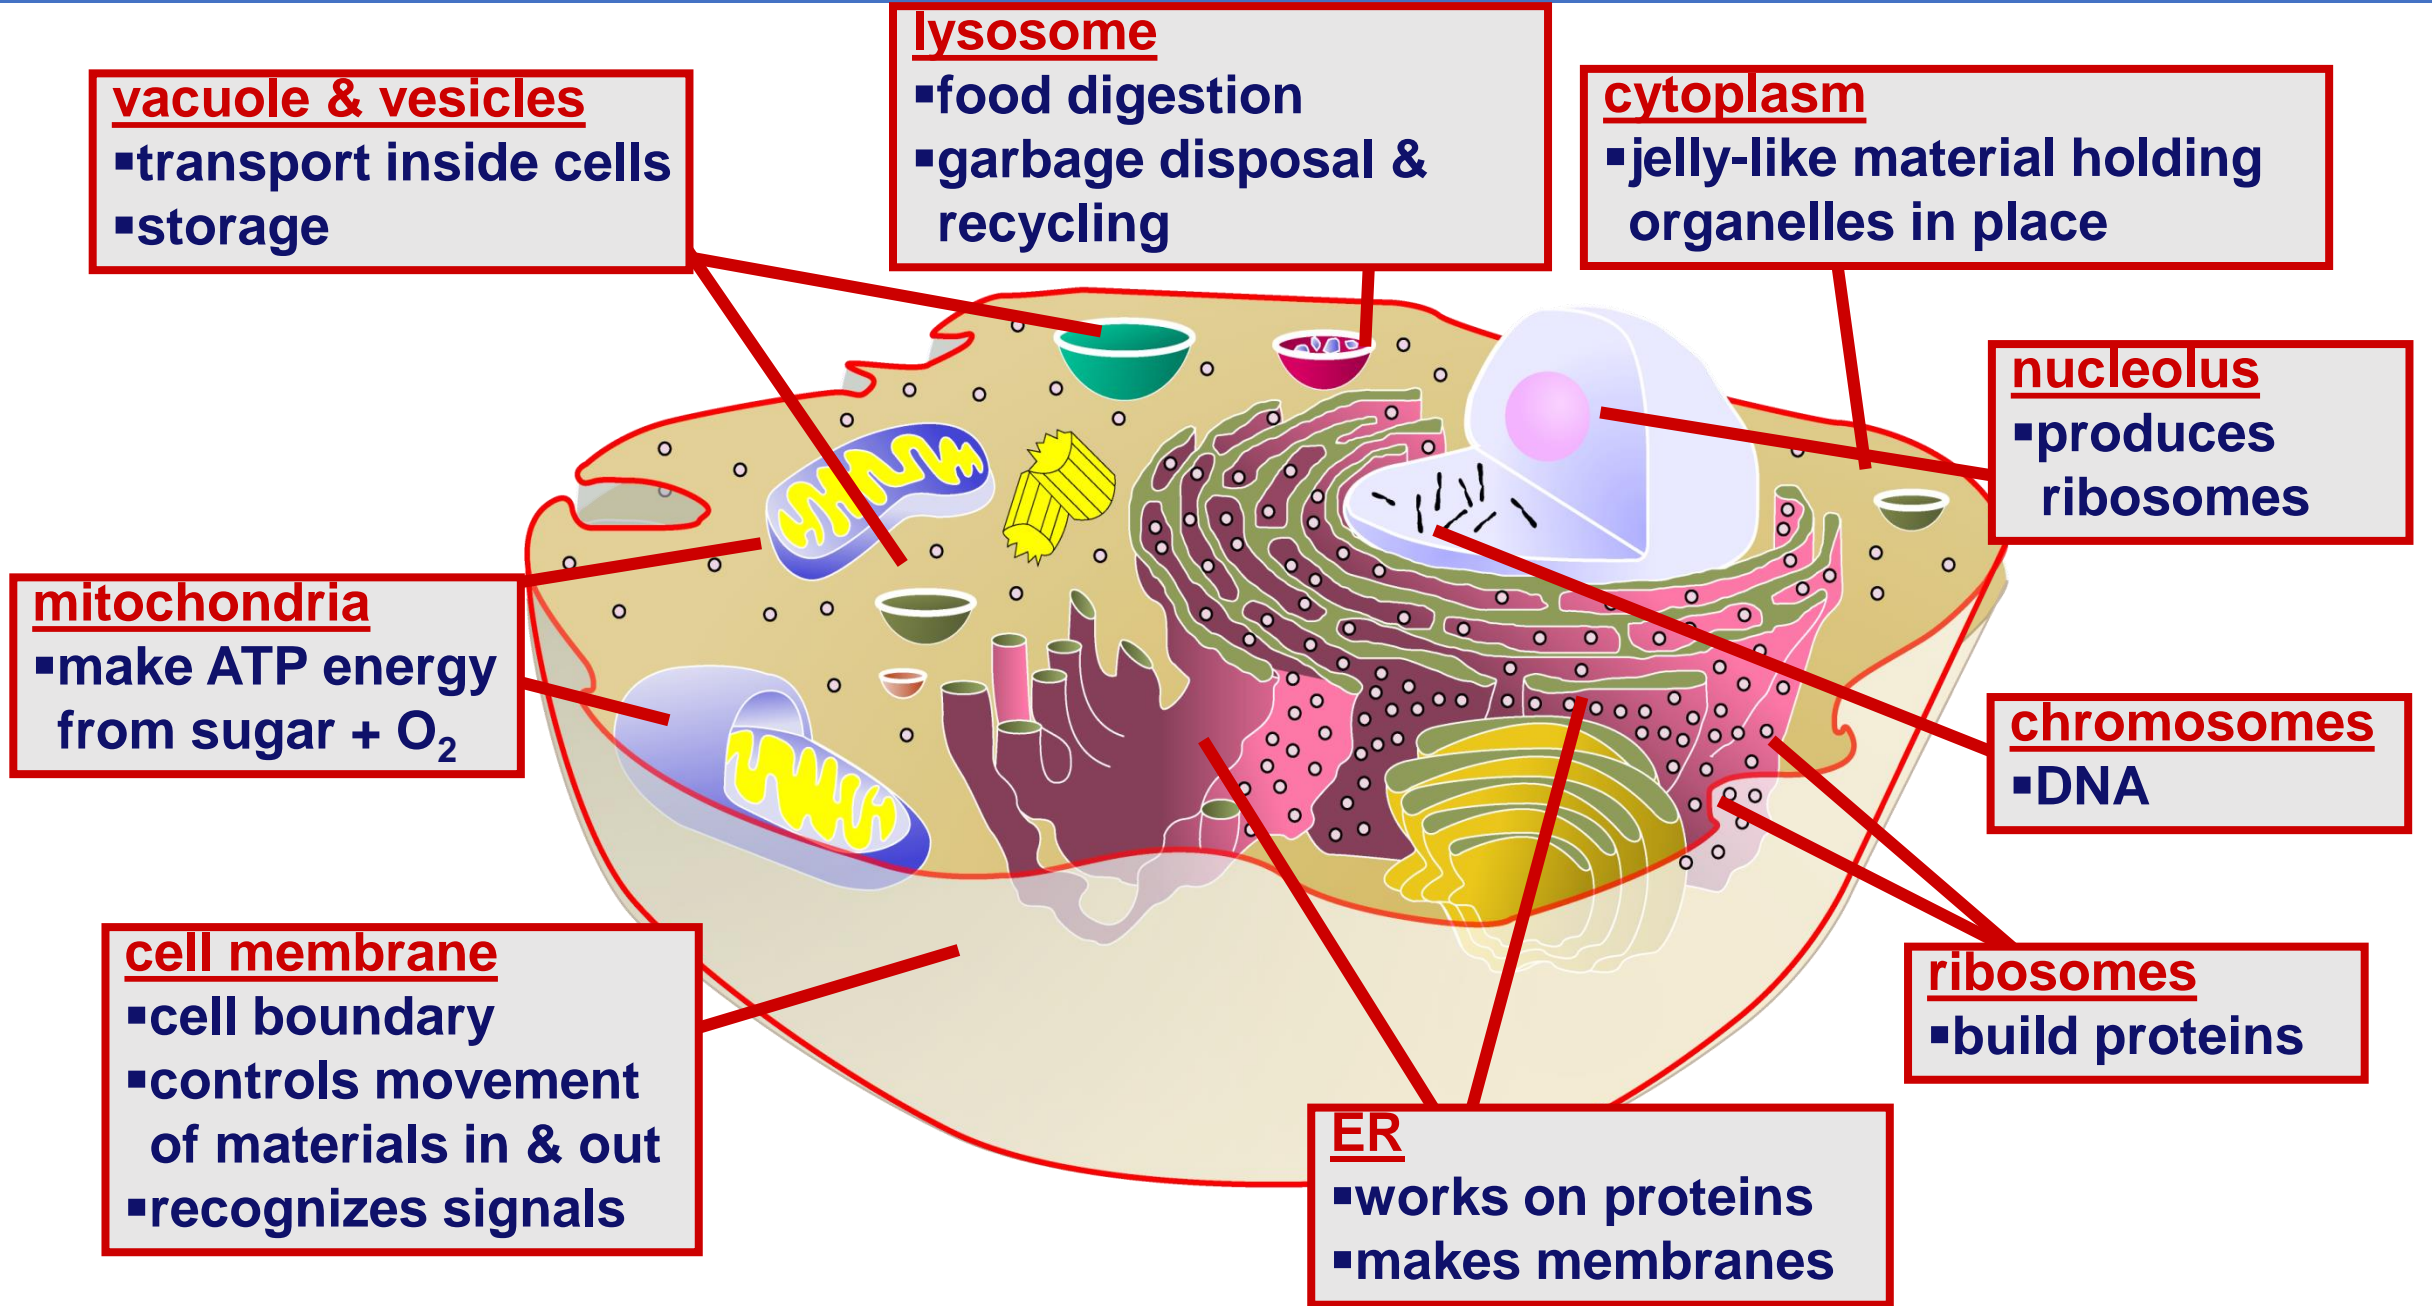 lysosome
▪food digestion
▪garbage disposal &
recycling
vacuole & vesicles
▪transport inside cells
▪storage
cytoplasm
▪jelly-like material holding
organelles in place
nucleolus
▪produces
ribosomes
mitochondria
▪make ATP energy
from sugar + O₂
chromosomes
▪DNA
cell membrane
▪cell boundary
▪controls movement
of materials in & out
▪recognizes signals
ribosomes
▪build proteins
ER
▪works on proteins
▪makes membranes